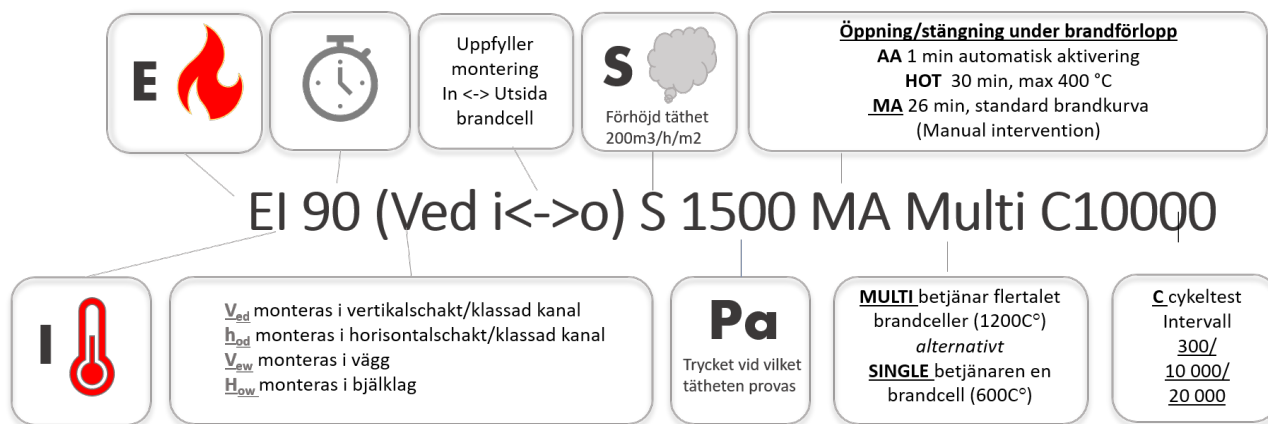 E
Uppfyller
montering
In <-> Utsida
brandcell
S
Förhöjd täthet
200m3/h/m2
Öppning/stängning under brandförlopp
AA 1 min automatisk aktivering
HOT 30 min, max 400 °C
MA 26 min, standard brandkurva
(Manual intervention)
EI 90 (Ved i<->o) S 1500 MA Multi C10000
I
Ved monteras i vertikalschakt/klassad kanal
hod monteras i horisontalschakt/klassad kanal
Vew monteras i vägg
How monteras i bjälklag
Pa
Trycket vid vilket
tätheten provas
MULTI betjänar flertalet
brandceller (1200C°)
alternativt
SINGLE betjänaren en
brandcell (600C°)
C cykeltest
Intervall
300/
10 000/
20 000